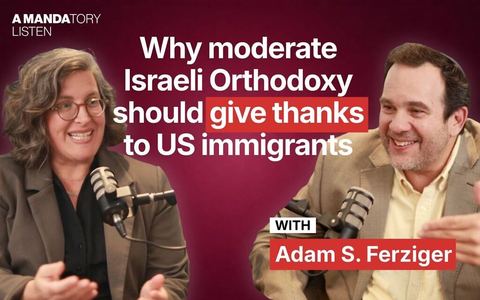 A MANDATORY
LISTEN
Why moderate
Israeli Orthodoxy
should give thanks
to US immigrants
WITH
Adam S. Ferziger